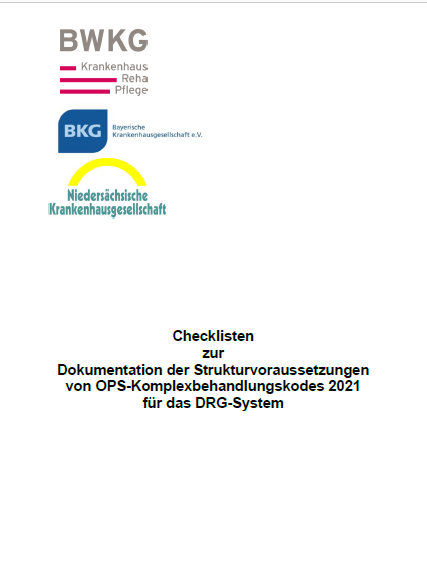 BWKG
Krankenhaus
Reha
Pflege
BKG
Bayerische
Krankenhausgesellschaft e.V.
Niedersächsische
Krankenhausgesellschaft
Checklisten
zur
Dokumentation der Strukturvoraussetzungen
von OPS-Komplexbehandlungskodes 2021
für das DRG-System